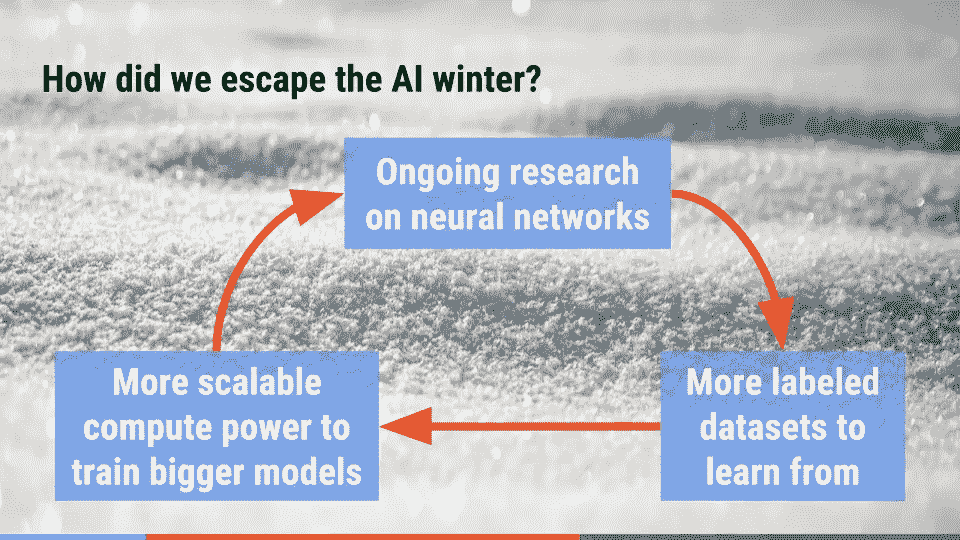 How did we escape the AI winter?
Ongoing research
on neural networks
More scalable
compute power to
train bigger models
More labeled
datasets to
learn from